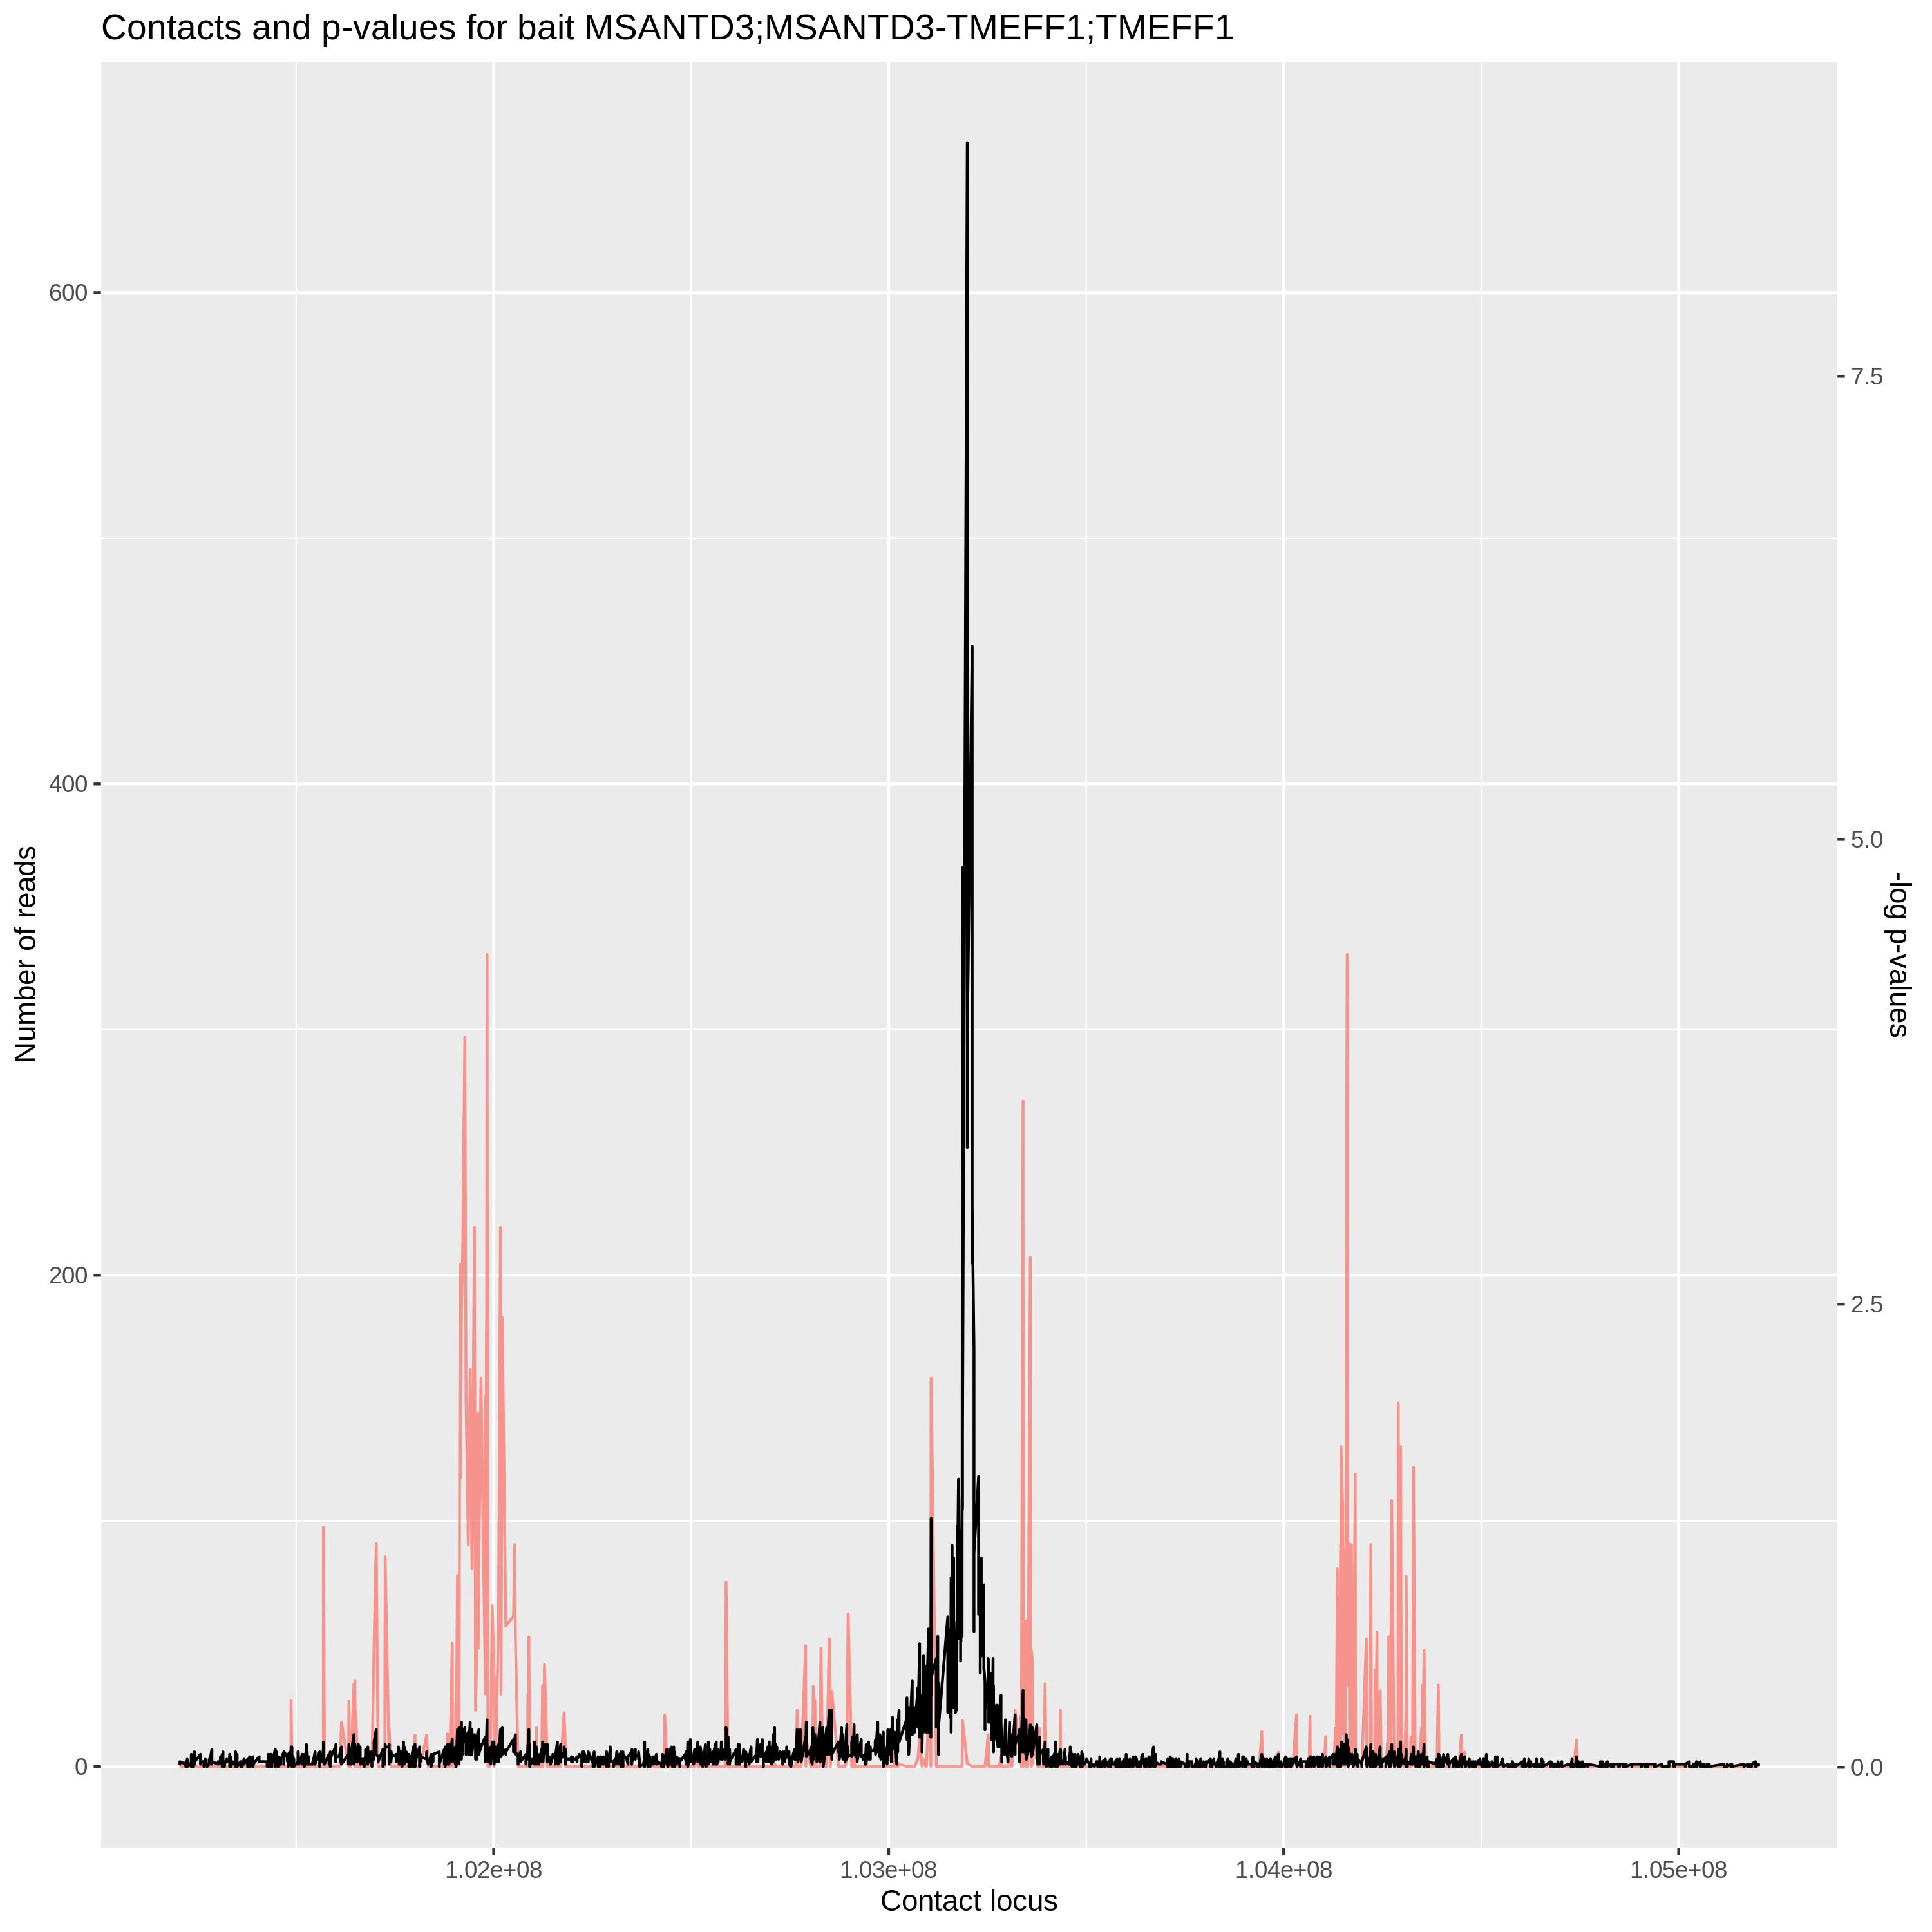 Contacts and p-values for bait MSANTD3;MSANTD3-TMEFF1;TMEFF1
600
400
200
0
Number of reads
7.5
5.0
2.5
0.0
-log p-values
1.02e+08
1.03e+08
1.04e+08
1.05e+08
Contact locus